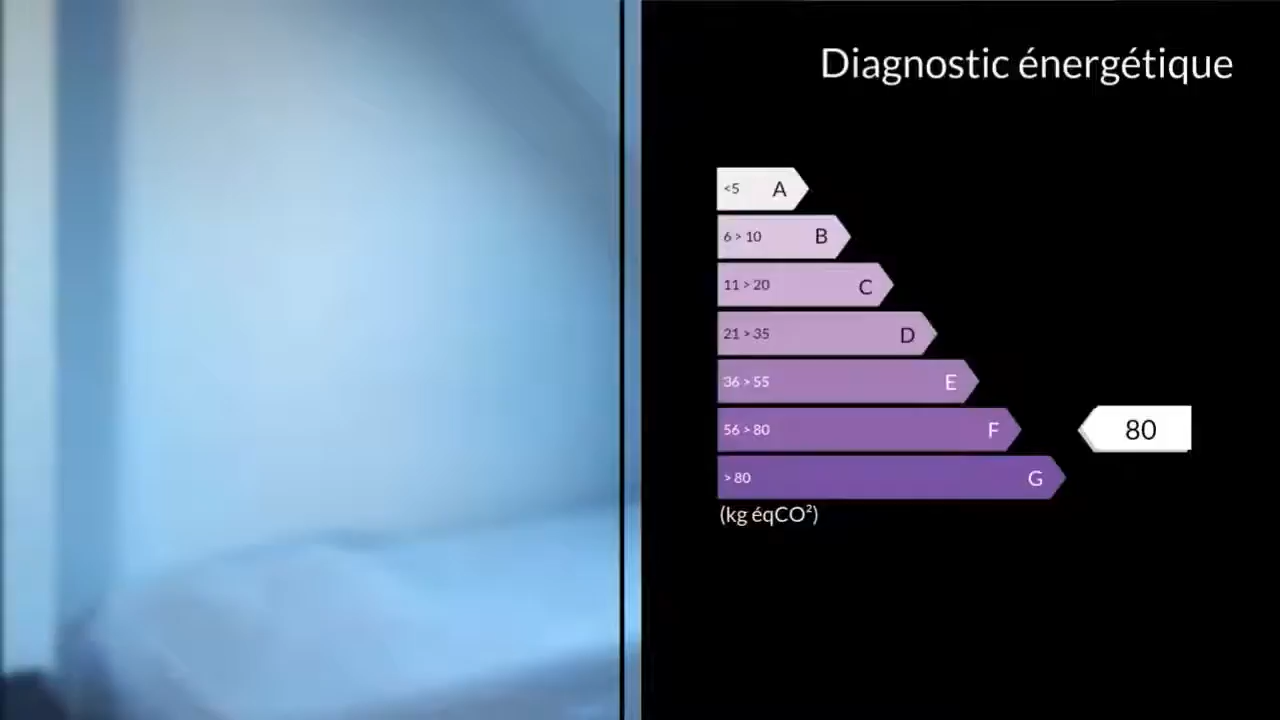 Diagnostic énergétique
<5 A
6 > 10 B
11 > 20 C
21 > 35 D
36 > 55 E
56 > 80 F
80
> 80 G
(kg éqCO²)